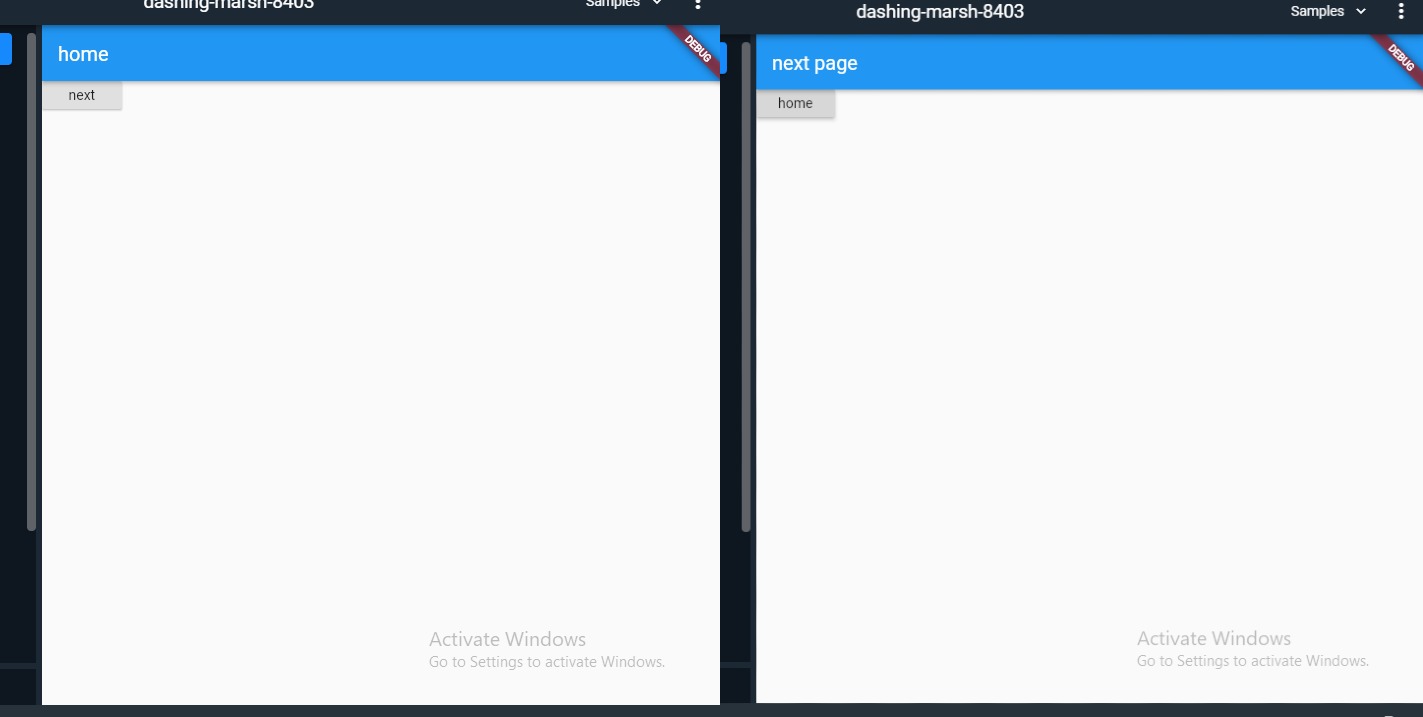 dashing-marsh-8403
Samples
home
DEBUG
next
Activate Windows
Go to Settings to activate Windows.
dashing-marsh-8403
Samples
next page
DEBUG
home
Activate Windows
Go to Settings to activate Windows.